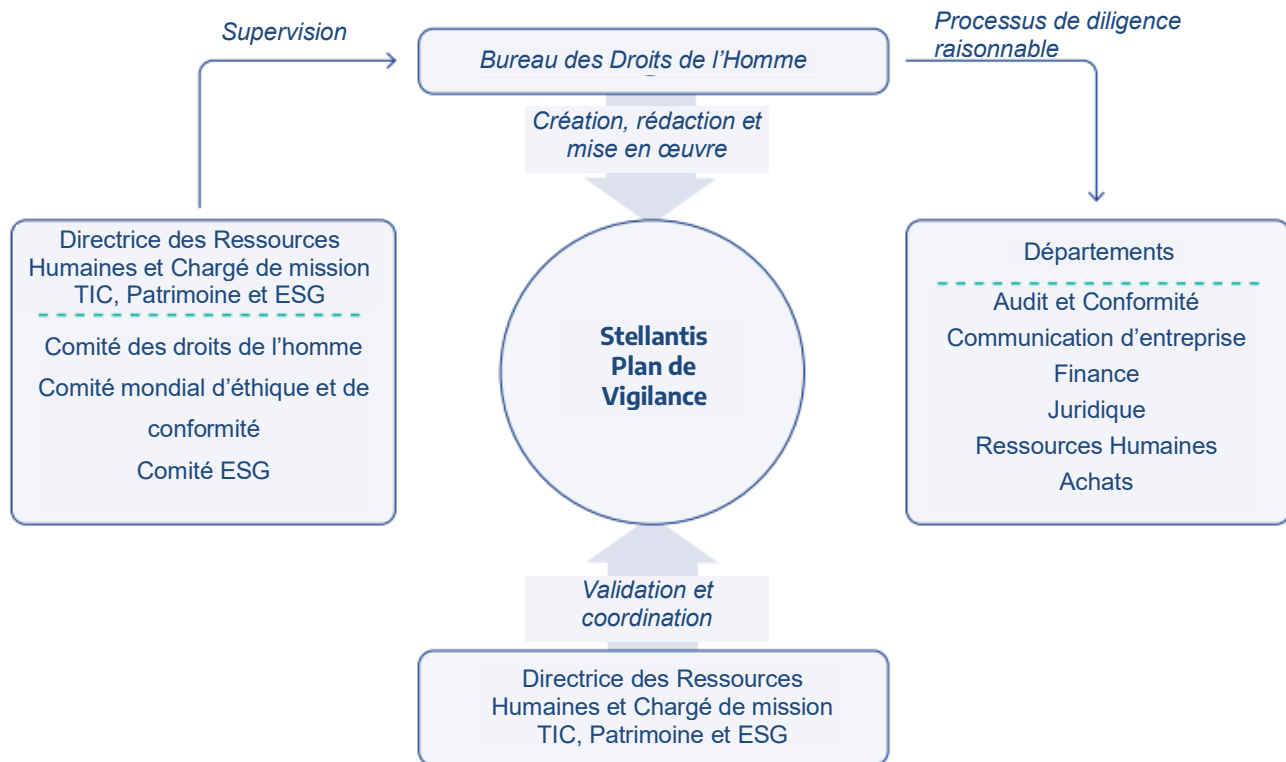 Supervision
Bureau des Droits de l’Homme
Processus de diligence
raisonnable
Création, rédaction et
mise en œuvre
Directrice des Ressources
Humaines et Chargé de mission
TIC, Patrimoine et ESG
Comité des droits de l’homme
Comité mondial d’éthique et de
conformité
Comité ESG
Stellantis
Plan de
Vigilance
Départements
Audit et Conformité
Communication d’entreprise
Finance
Juridique
Ressources Humaines
Achats
Validation et
coordination
Directrice des Ressources
Humaines et Chargé de mission
TIC, Patrimoine et ESG